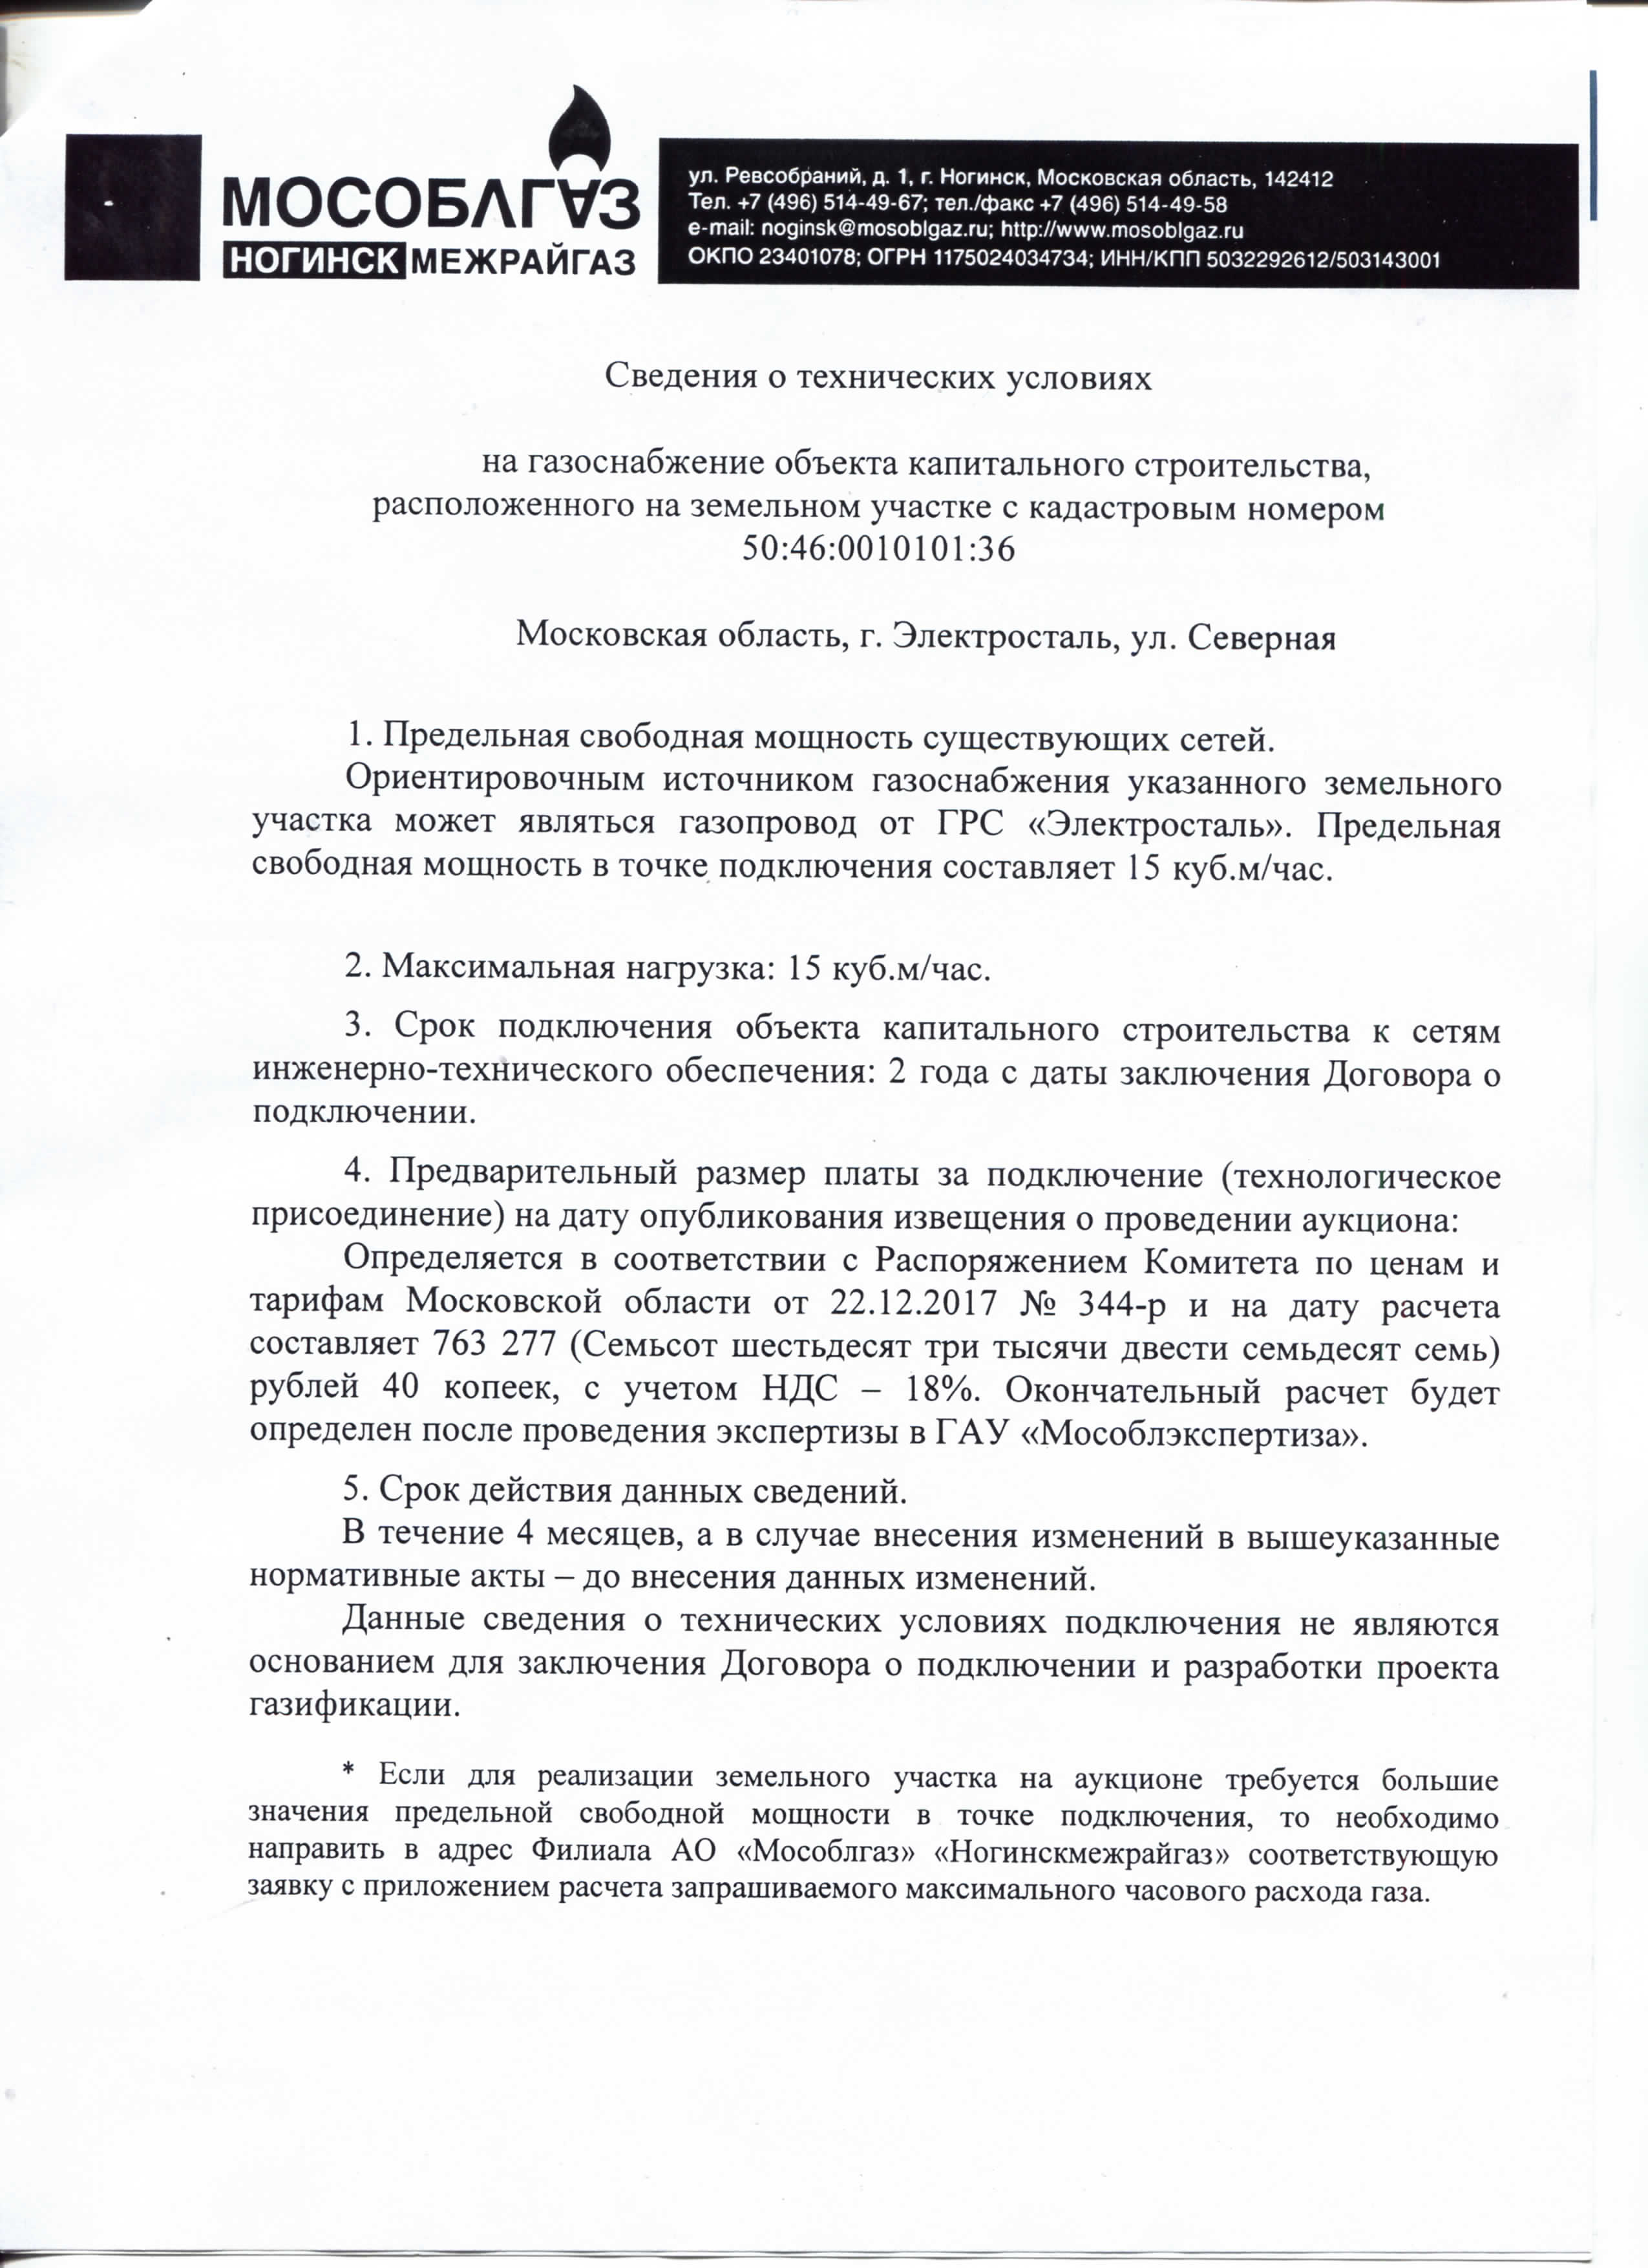 МОСОБЛГАЗ
НОГИНСК МЕЖРАЙГАЗ
ул. Ревсобраний, д. 1, г. Ногинск, Московская область, 142412
Тел. +7 (496) 514-49-67; тел./факс +7 (496) 514-49-58
e-mail: noginsk@mosoblgaz.ru; http://www.mosoblgaz.ru
ОКПО 23401078; ОГРН 1175024034734; ИНН/КПП 5032292612/503143001
Сведения о технических условиях
на газоснабжение объекта капитального строительства,
расположенного на земельном участке с кадастровым номером
50:46:0010101:36
Московская область, г. Электросталь, ул. Северная
1. Предельная свободная мощность существующих сетей.
Ориентировочным источником газоснабжения указанного земельного
участка может являться газопровод от ГРС «Электросталь». Предельная
свободная мощность в точке подключения составляет 15 куб.м/час.
2. Максимальная нагрузка: 15 куб.м/час.
3. Срок подключения объекта капитального строительства к сетям
инженерно-технического обеспечения: 2 года с даты заключения Договора о
подключении.
4. Предварительный размер платы за подключение (технологическое
присоединение) на дату опубликования извещения о проведении аукциона:
Определяется в соответствии с Распоряжением Комитета по ценам и
тарифам Московской области от 22.12.2017 № 344-р и на дату расчета
составляет 763 277 (Семьсот шестьдесят три тысячи двести семьдесят семь)
рублей 40 копеек, с учетом НДС – 18%. Окончательный расчет будет
определен после проведения экспертизы в ГАУ «Мособлэкспертиза».
5. Срок действия данных сведений.
В течение 4 месяцев, а в случае внесения изменений в вышеуказанные
нормативные акты – до внесения данных изменений.
Данные сведения о технических условиях подключения не являются
основанием для заключения Договора о подключении и разработки проекта
газификации.
* Если для реализации земельного участка на аукционе требуется большие
значения предельной свободной мощности в точке подключения, то необходимо
направить в адрес Филиала АО «Мособлгаз» «Ногинскмежрайгаз» соответствующую
заявку с приложением расчета запрашиваемого максимального часового расхода газа.